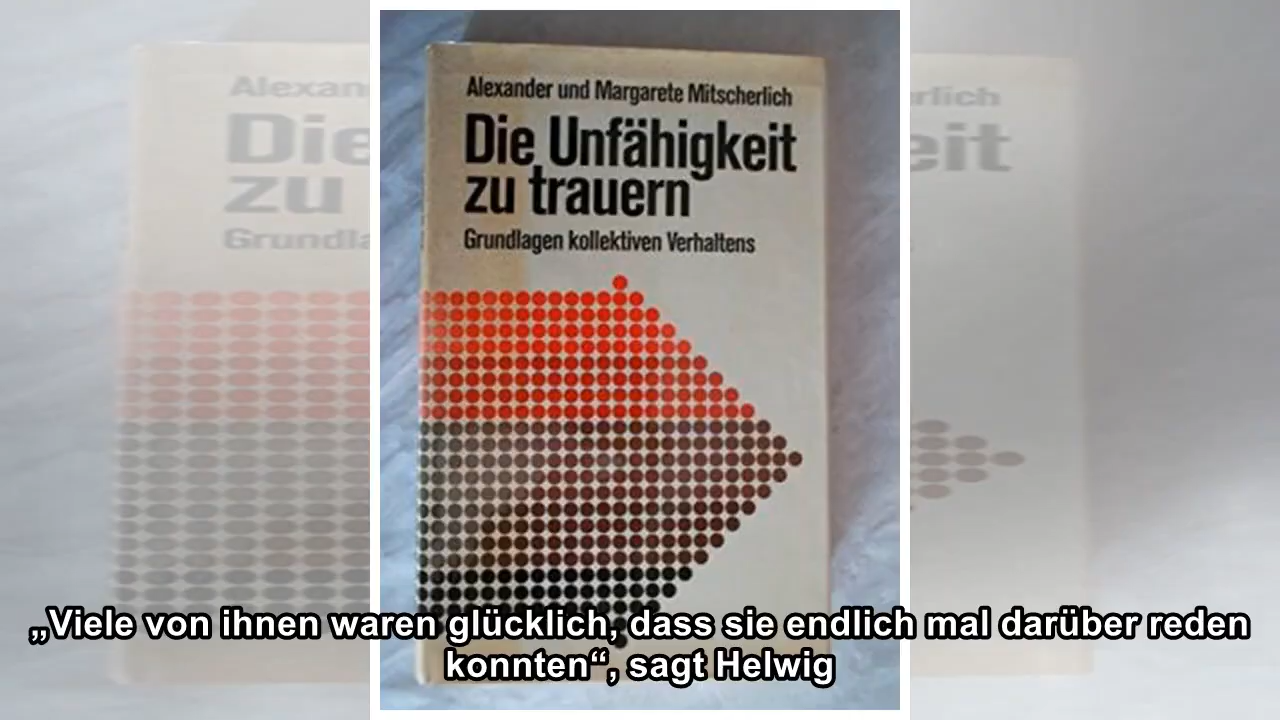 Alexander und Margarete Mitscherlich
Die Unfähigkeit
zu trauern
Grundlagen kollektiven Verhaltens
„Viele von ihnen waren glücklich, dass sie endlich mal darüber reden
konnten“, sagt Helwig